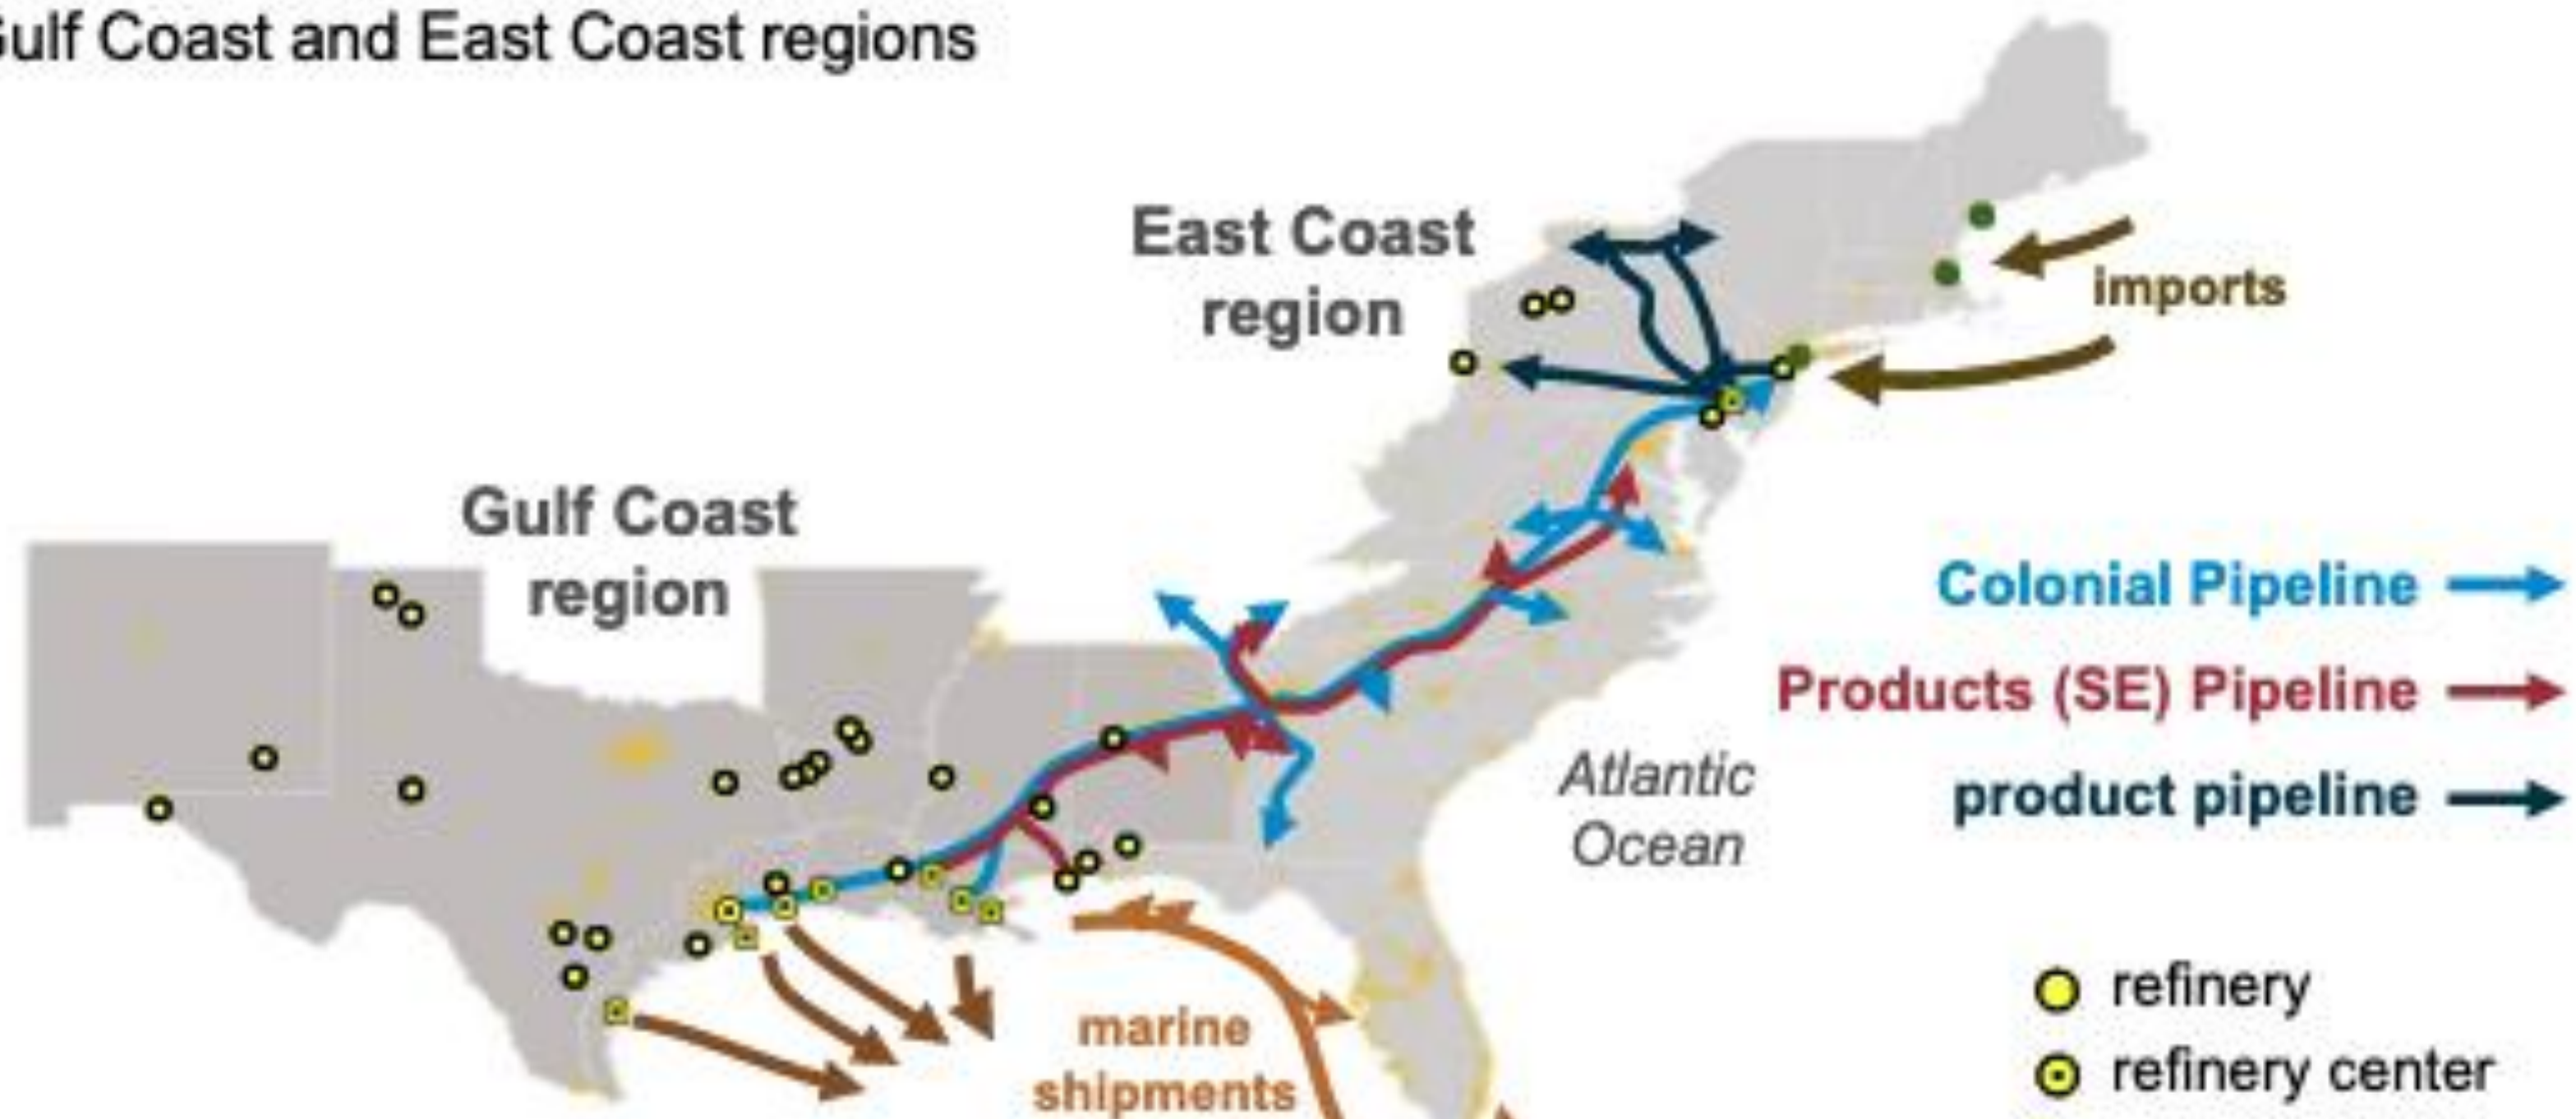 Gulf Coast and East Coast regions
East Coast
region
imports
Gulf Coast
region
Colonial Pipeline
Products (SE) Pipeline
product pipeline
Atlantic
Ocean
marine
shipments
refinery
refinery center